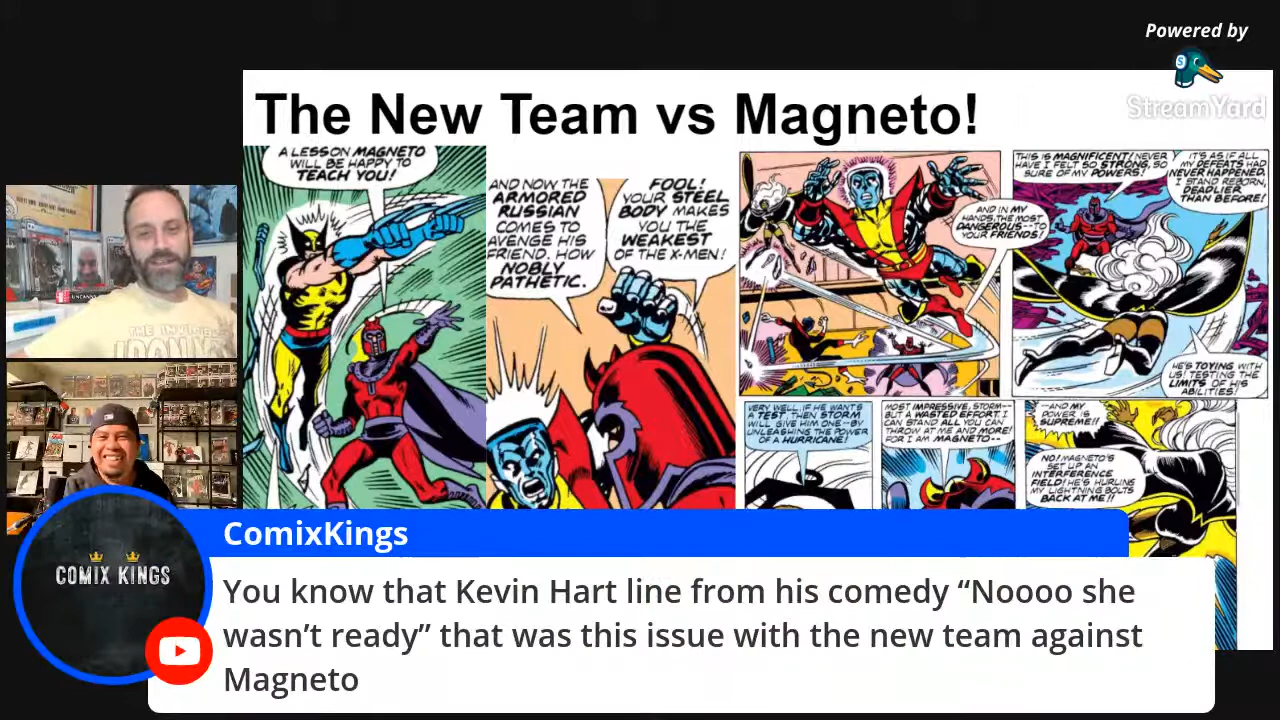 Powered by
StreamYard
The New Team vs Magneto!
A LESSON MAGNETO
WILL BE HAPPY TO
TEACH YOU!
AND NOW THE
ARMORED
RUSSIAN
COMES TO
AVENGE HIS
FRIEND. HOW
NOBLY
PATHETIC.
FOOL!
YOUR STEEL
BODY MAKES
YOU THE
WEAKEST
OF THE X-MEN!
AND IN MY
HANDS, THE MOST
DANGEROUS--TO
YOUR FRIENDS!
THIS IS MAGNIFICENT! NEVER
HAVE I FELT SO STRONG, SO
SURE OF MY POWERS!
IT'S AS IF ALL
MY DEFEATS HAD
NEVER HAPPENED.
I STAND REBORN,
DEADLIER
THAN BEFORE!
HE'S TOYING WITH
US! TESTING THE
LIMITS OF HIS
ABILITIES!
VERY WELL, IF HE WANTS
A TEST, THEN STORM
WILL GIVE HIM ONE--BY
UNLEASHING THE POWER
OF A HURRICANE!
MOST IMPRESSIVE, STORM--
BUT A WASTED EFFORT. I
CAN STAND ALL YOU CAN
THROW AT ME AND MORE!
FOR I AM MAGNETO--
--AND MY
POWER IS
SUPREME!!
NO! MAGNETO'S
SET UP AN
INTERFERENCE
FIELD! HE'S HURLING
MY LIGHTNING BOLTS
BACK AT ME!!
COMIX KINGS
ComixKings
You know that Kevin Hart line from his comedy “Noooo she
wasn’t ready” that was this issue with the new team against
Magneto